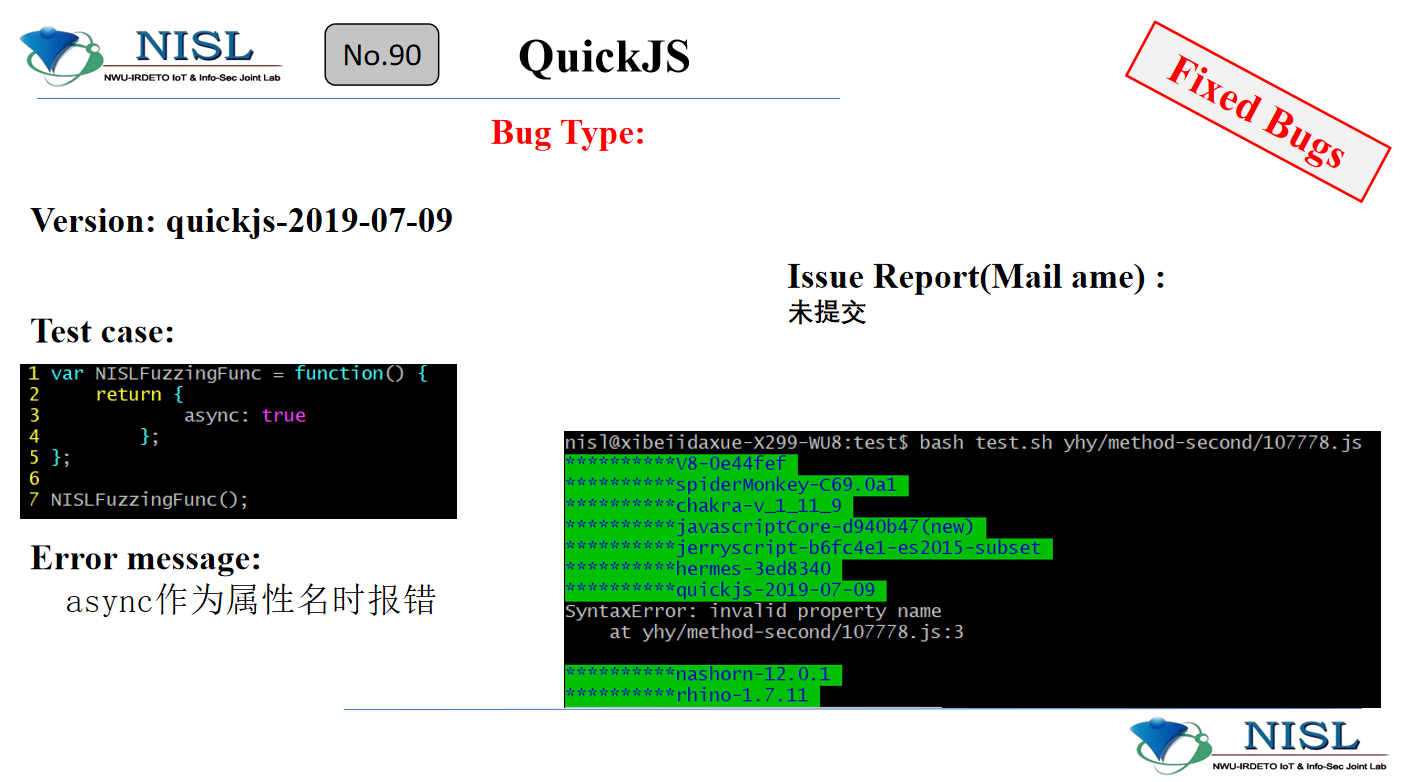 NISL
NWU-IRDETO IoT & Info-Sec Joint Lab
No.90
QuickJS
Fixed Bugs
Bug Type:
Version: quickjs-2019-07-09
Issue Report(Mail ame) :
未提交
Test case:
1 var NISLFuzzingFunc = function() {
2     return {
3             async: true
4         };
5 };
6
7 NISLFuzzingFunc();
Error message:
async作为属性名时报错
nisl@xibeiidaxue-X299-WU8:test$ bash test.sh yhy/method-second/107778.js
**********V8-0e44fef
**********spiderMonkey-C69.0a1
**********chakra-v_1_11_9
**********javascriptCore-d940b47(new)
**********jerryscript-b6fc4e1-es2015-subset
**********hermes-3ed8340
**********quickjs-2019-07-09
SyntaxError: invalid property name
    at yhy/method-second/107778.js:3
**********nashorn-12.0.1
**********rhino-1.7.11
NISL
NWU-IRDETO IoT & Info-Sec Joint Lab